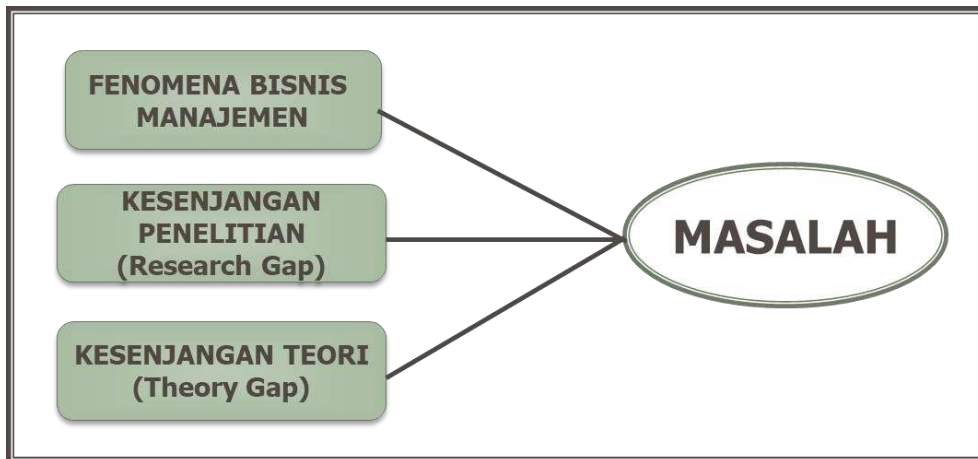 FENOMENA BISNIS
MANAJEMEN
KESENJANGAN
PENELITIAN
(Research Gap)
KESENJANGAN TEORI
(Theory Gap)
MASALAH